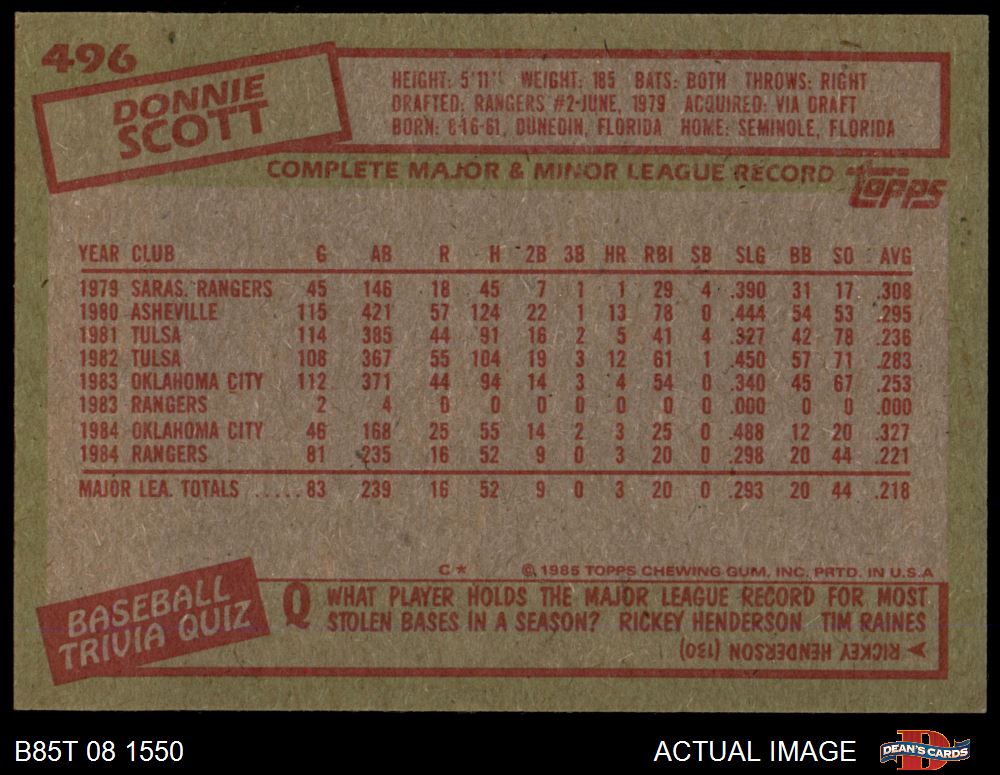 496
DONNIE
SCOTT
HEIGHT: 5'11" WEIGHT: 185 BATS: BOTH THROWS: RIGHT
DRAFTED: RANGERS #2-JUNE, 1979 ACQUIRED: VIA DRAFT
BORN: 8-16-61, DUNEDIN, FLORIDA HOME: SEMINOLE, FLORIDA
COMPLETE MAJOR & MINOR LEAGUE RECORD
topps
YEAR CLUB G AB R H 2B 3B HR RBI SB SLG BB SO AVG
1979 SARAS. RANGERS 45 146 18 45 7 1 1 29 4 .390 31 17 .308
1980 ASHEVILLE 115 421 57 124 22 1 13 78 0 .444 54 53 .295
1981 TULSA 114 385 44 91 16 2 5 41 4 .327 42 78 .236
1982 TULSA 108 367 55 104 19 3 12 61 1 .450 57 71 .283
1983 OKLAHOMA CITY 112 371 44 94 14 3 4 54 0 .340 45 67 .253
1983 RANGERS 2 4 0 0 0 0 0 0 0 .000 0 0 .000
1984 OKLAHOMA CITY 46 168 25 55 14 2 3 25 0 .488 12 20 .327
1984 RANGERS 81 235 16 52 9 0 3 20 0 .298 20 44 .221
MAJOR LEA. TOTALS .....83 239 16 52 9 0 3 20 0 .293 20 44 .218
C* © 1985 TOPPS CHEWING GUM, INC. PRTD. IN U.S.A
BASEBALL
TRIVIA QUIZ
Q WHAT PLAYER HOLDS THE MAJOR LEAGUE RECORD FOR MOST
STOLEN BASES IN A SEASON? RICKEY HENDERSON TIM RAINES
RICKEY HENDERSON (130)
B85T 08 1550
ACTUAL IMAGE
DEAN'S CARDS